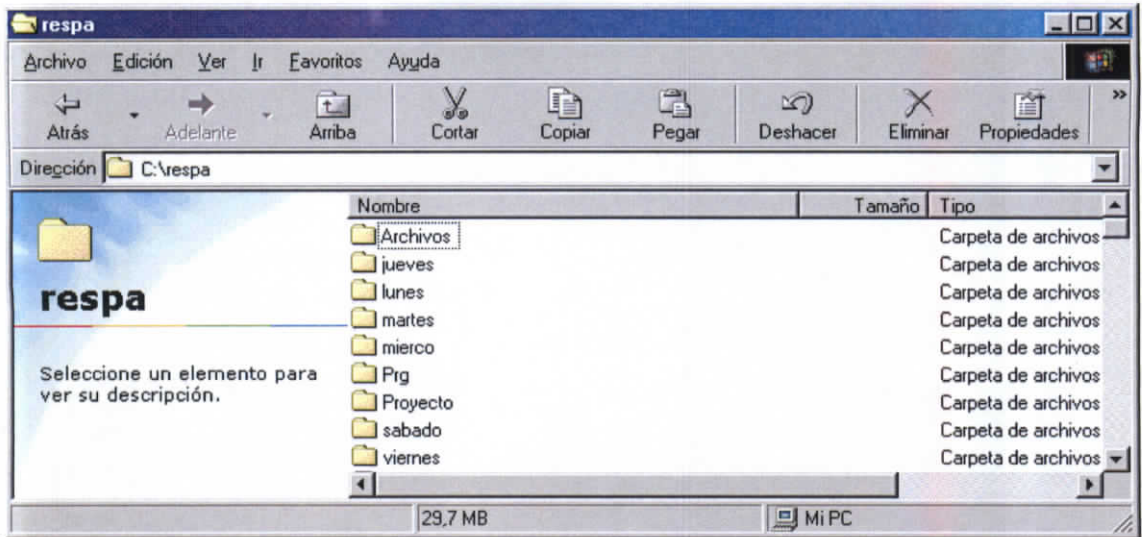 respa
Archivo Edición Ver Ir Favoritos Ayuda
Atrás Adelante Arriba Cortar Copiar Pegar Deshacer Eliminar Propiedades »
Dirección C:\respa
respa
Seleccione un elemento para
ver su descripción.
Nombre Tamaño Tipo
Archivos Carpeta de archivos
jueves Carpeta de archivos
lunes Carpeta de archivos
martes Carpeta de archivos
mierco Carpeta de archivos
Prg Carpeta de archivos
Proyecto Carpeta de archivos
sabado Carpeta de archivos
viernes Carpeta de archivos
29,7 MB Mi PC